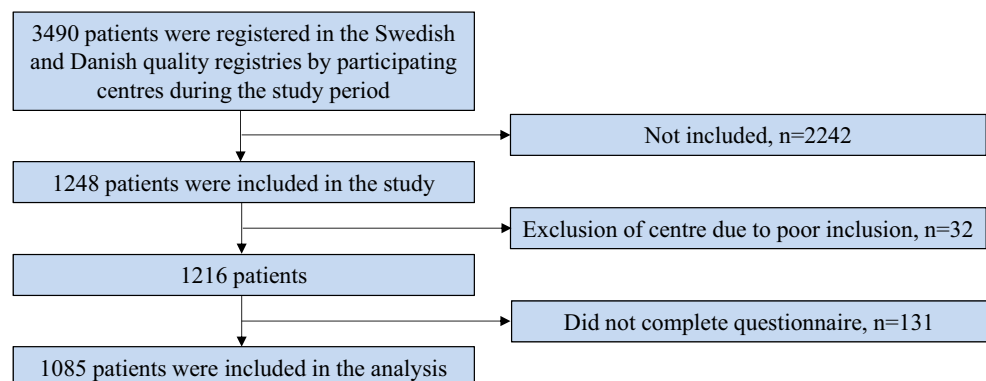 3490 patients were registered in the Swedish
and Danish quality registries by participating
centres during the study period
Not included, n=2242
1248 patients were included in the study
Exclusion of centre due to poor inclusion, n=32
1216 patients
Did not complete questionnaire, n=131
1085 patients were included in the analysis